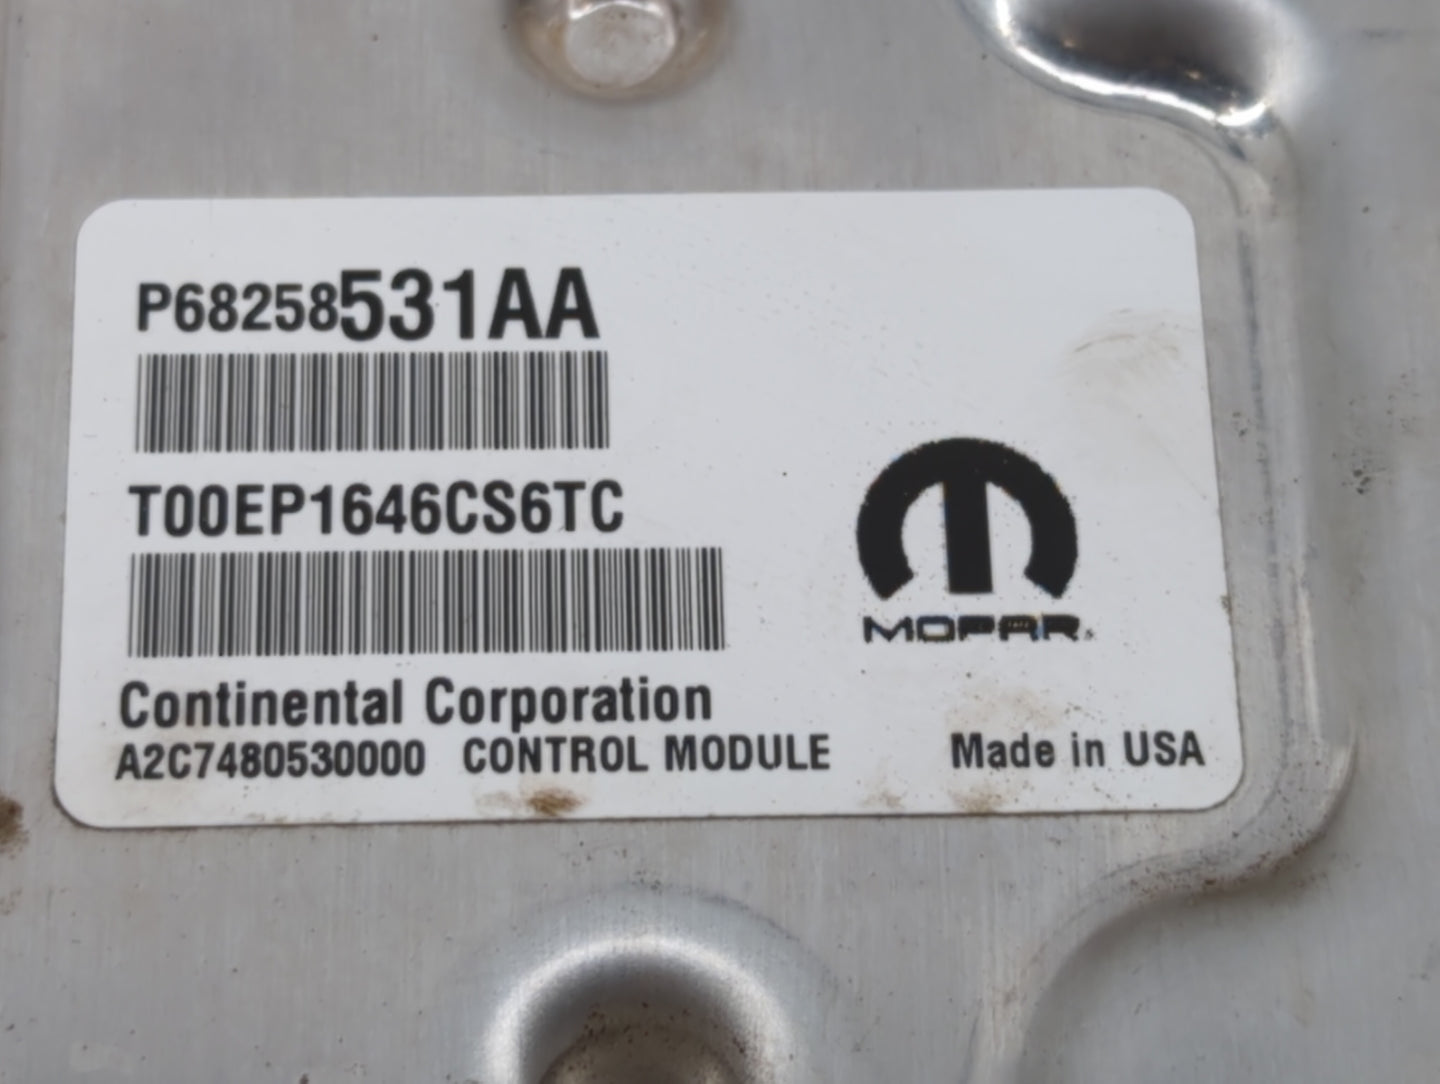 P68258531AA
T00EP1646CS6TC
MOPAR
Continental Corporation
A2C7480530000 CONTROL MODULE
Made in USA